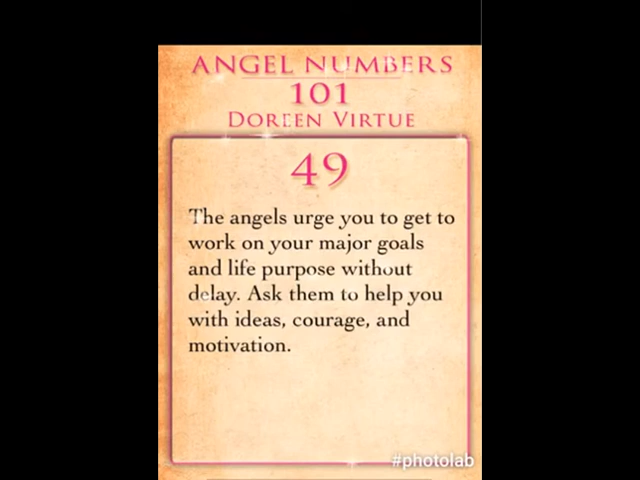 ANGEL NUMBERS
101
DOREEN VIRTUE
49
The angels urge you to get to
work on your major goals
and life purpose without
delay. Ask them to help you
with ideas, courage, and
motivation.
#photolab